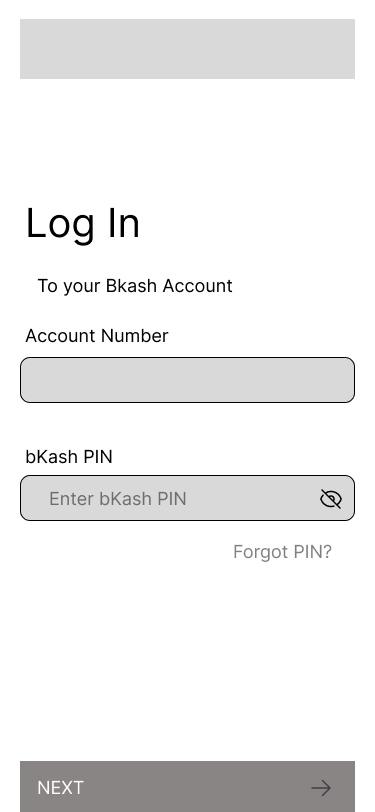 Log In
To your Bkash Account
Account Number
bKash PIN
Enter bKash PIN
Forgot PIN?
NEXT